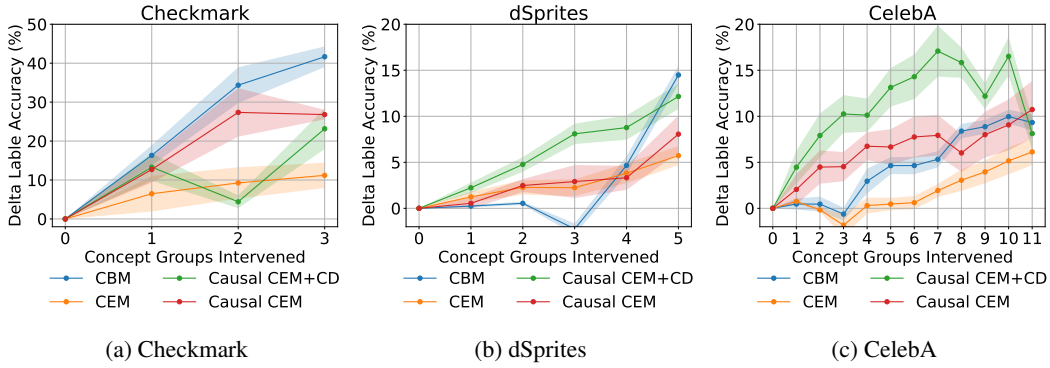 Checkmark
50
40
30
20
10
0
0 1 2 3
Delta Lable Accuracy (%)
Concept Groups Intervened
CBM
CEM
Causal CEM+CD
Causal CEM
(a) Checkmark
dSprites
20
15
10
5
0
0 1 2 3 4 5
Delta Lable Accuracy (%)
Concept Groups Intervened
CBM
CEM
Causal CEM+CD
Causal CEM
(b) dSprites
CelebA
20
15
10
5
0
0 1 2 3 4 5 6 7 8 9 10 11
Delta Lable Accuracy (%)
Concept Groups Intervened
CBM
CEM
Causal CEM+CD
Causal CEM
(c) CelebA